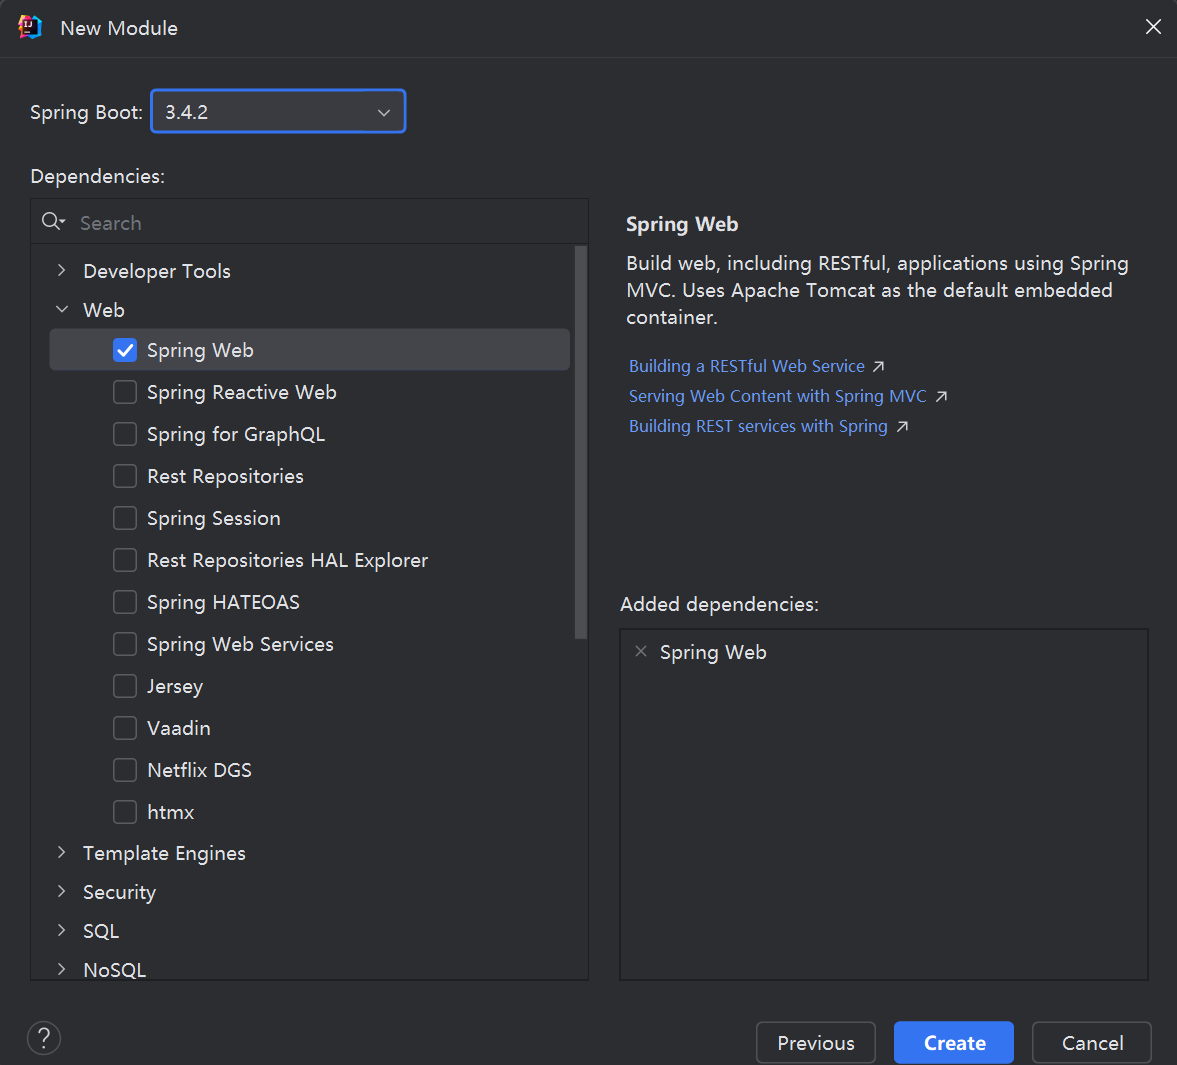 New Module
Spring Boot: 3.4.2
Dependencies:
Search
Developer Tools
Web
Spring Web
Spring Reactive Web
Spring for GraphQL
Rest Repositories
Spring Session
Rest Repositories HAL Explorer
Spring HATEOAS
Spring Web Services
Jersey
Vaadin
Netflix DGS
htmx
Template Engines
Security
SQL
NoSQL
Spring Web
Build web, including RESTful, applications using Spring
MVC. Uses Apache Tomcat as the default embedded
container.
Building a RESTful Web Service
Serving Web Content with Spring MVC
Building REST services with Spring
Added dependencies:
Spring Web
?
Previous
Create
Cancel